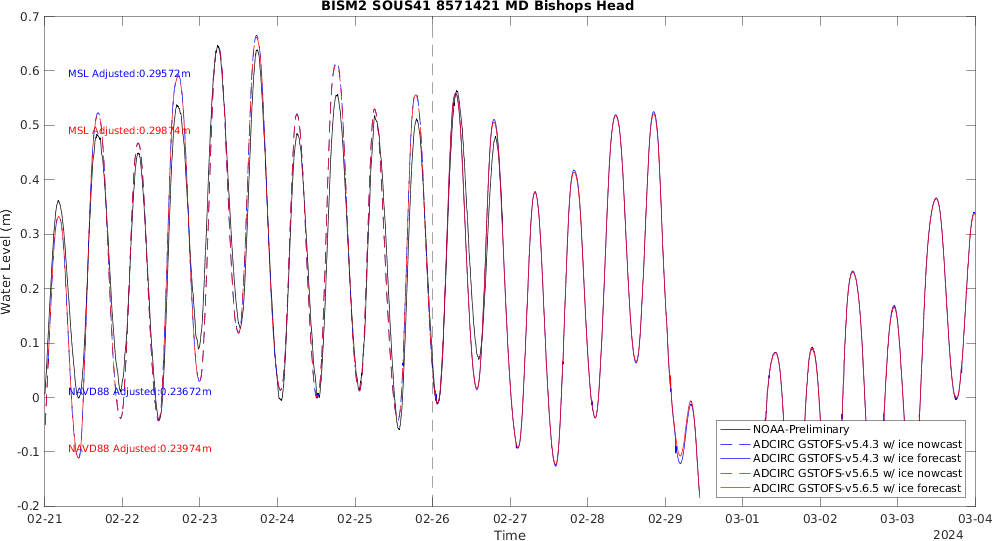 BISM2 SOUS41 8571421 MD Bishops Head
0.7
0.6
0.5
0.4
0.3
0.2
0.1
0
-0.1
-0.2
Water Level (m)
MSL Adjusted:0.29572m
MSL Adjusted:0.29874m
NAVD88 Adjusted:0.23672m
NAVD88 Adjusted:0.23974m
NOAA-Preliminary
ADCIRC GSTOFS-v5.4.3 w/ ice nowcast
ADCIRC GSTOFS-v5.4.3 w/ ice forecast
ADCIRC GSTOFS-v5.6.5 w/ ice nowcast
ADCIRC GSTOFS-v5.6.5 w/ ice forecast
02-21 02-22 02-23 02-24 02-25 02-26 02-27 02-28 02-29 03-01 03-02 03-03 03-04
Time
2024